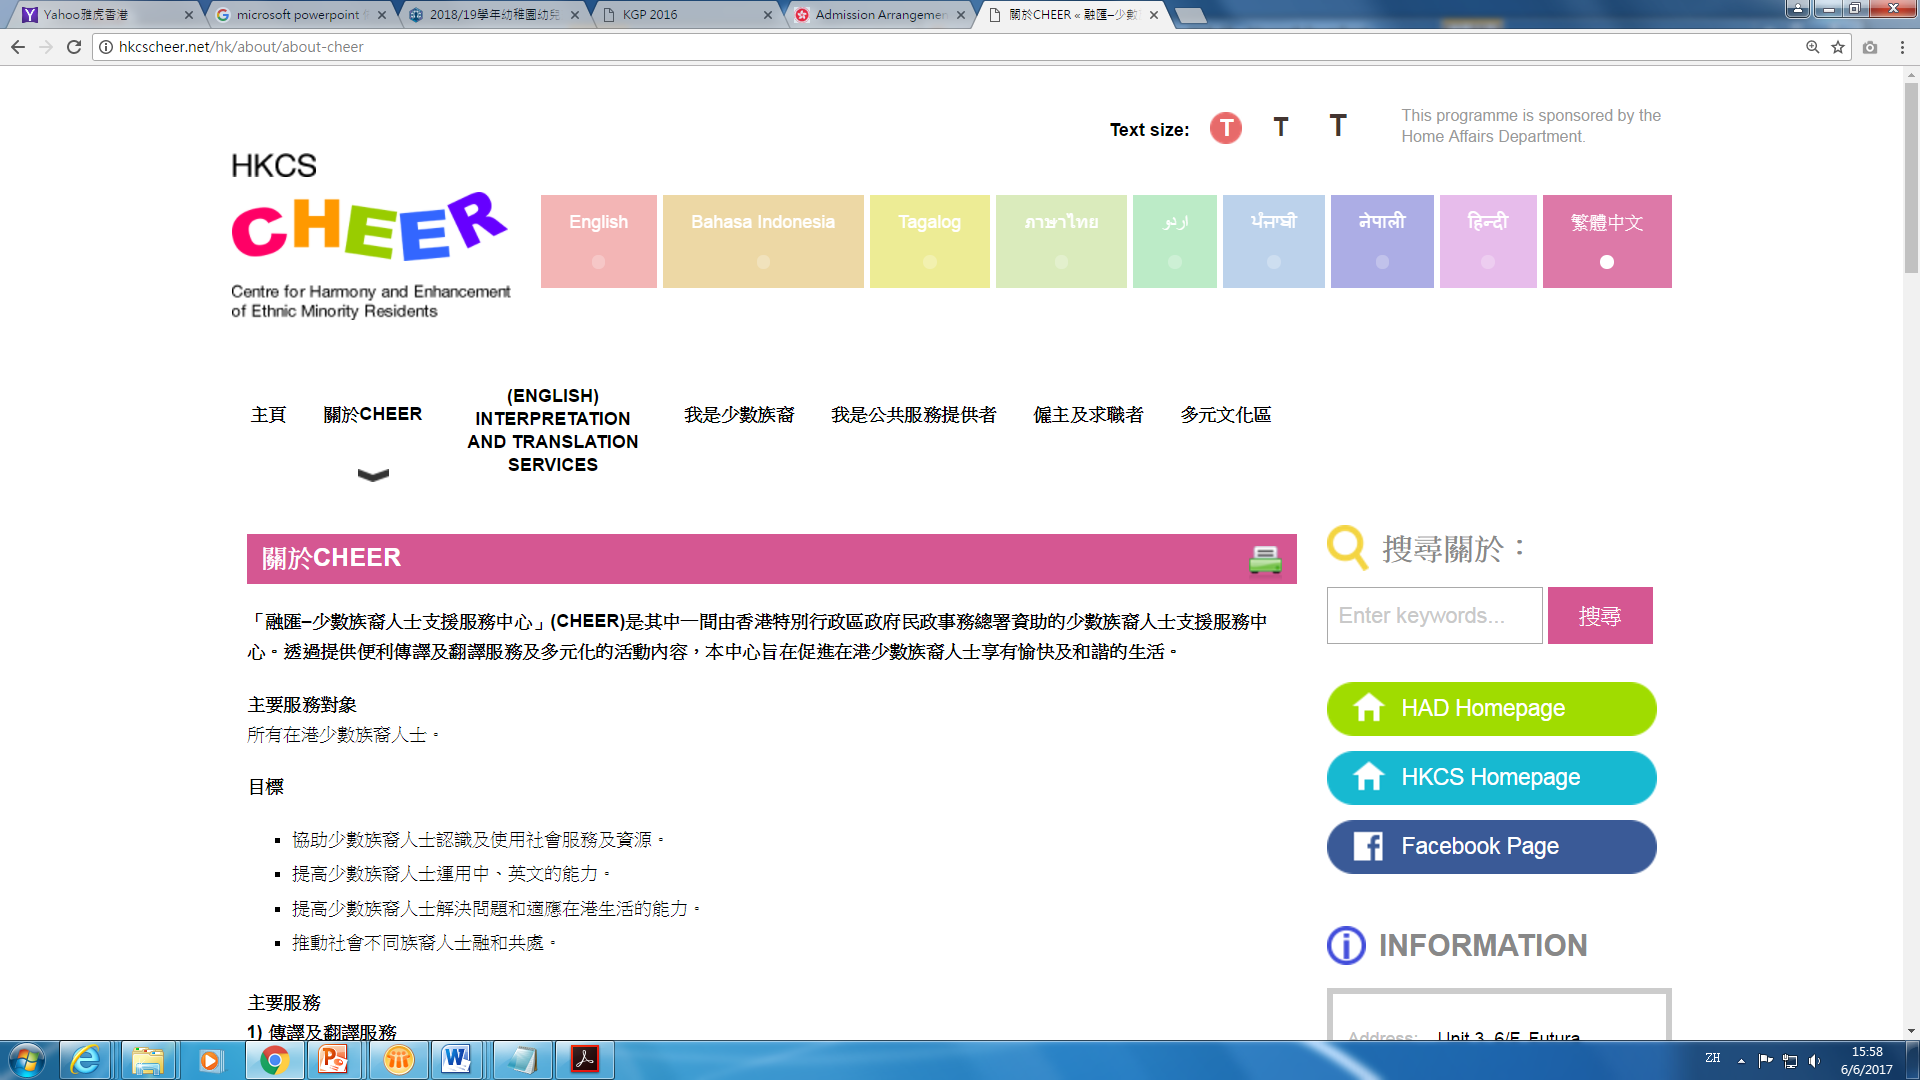 Yahoo雅虎香港
microsoft powerpoint
2018/19學年幼稚園幼兒
KGP 2016
Admission Arrangemen
關於CHEER « 融匯–少數
hkcscheer.net/hk/about/about-cheer
Text size: T T T
This programme is sponsored by the
Home Affairs Department.
HKCS
CHEER
Centre for Harmony and Enhancement
of Ethnic Minority Residents
English
Bahasa Indonesia
Tagalog
ภาษาไทย
اردو
ਪੰਜਾਬੀ
नेपाली
हिन्दी
繁體中文
主頁
關於CHEER
(ENGLISH)
INTERPRETATION
AND TRANSLATION
SERVICES
我是少數族裔
我是公共服務提供者
僱主及求職者
多元文化區
關於CHEER
「融匯–少數族裔人士支援服務中心」(CHEER)是其中一間由香港特別行政區政府民政事務總署資助的少數族裔人士支援服務中
心。透過提供便利傳譯及翻譯服務及多元化的活動內容，本中心旨在促進在港少數族裔人士享有愉快及和諧的生活。
主要服務對象
所有在港少數族裔人士。
目標
協助少數族裔人士認識及使用社會服務及資源。
提高少數族裔人士運用中、英文的能力。
提高少數族裔人士解決問題和適應在港生活的能力。
推動社會不同族裔人士融和共處。
主要服務
1) 傳譯及翻譯服務
搜尋關於：
Enter keywords...
搜尋
HAD Homepage
HKCS Homepage
Facebook Page
INFORMATION
Address: Unit 3, 6/F, Futura
ZH
15:58
6/6/2017